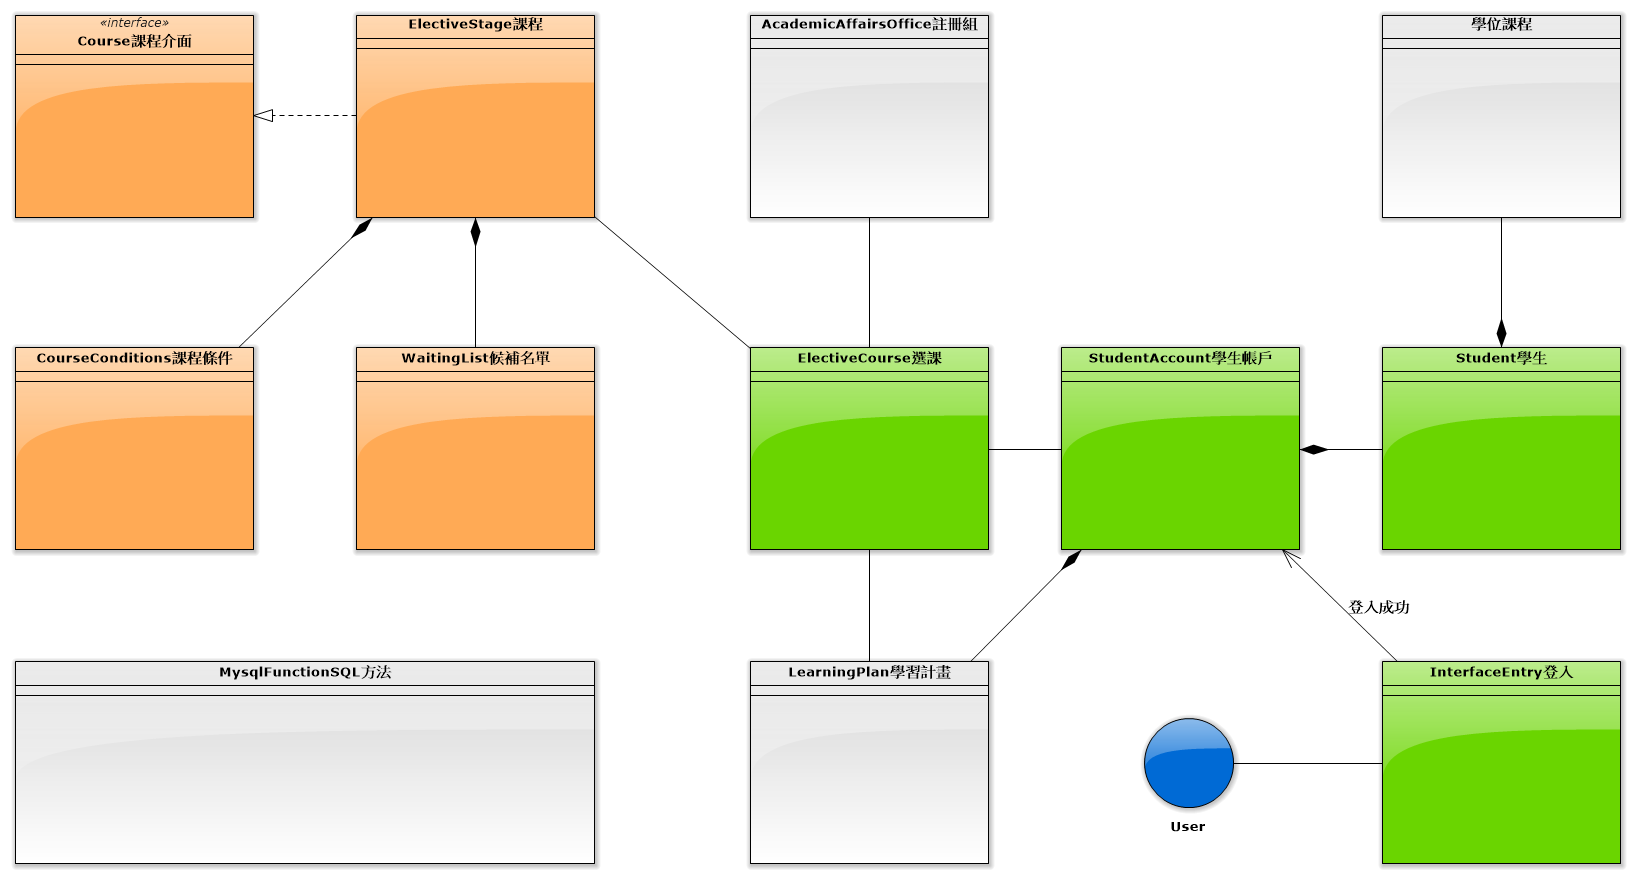 «interface»
Course課程介面
ElectiveStage課程
AcademicAffairsOffice註冊組
學位課程
CourseConditions課程條件
WaitingList候補名單
ElectiveCourse選課
StudentAccount學生帳戶
Student學生
登入成功
MysqlFunctionSQL方法
LearningPlan學習計畫
InterfaceEntry登入
User